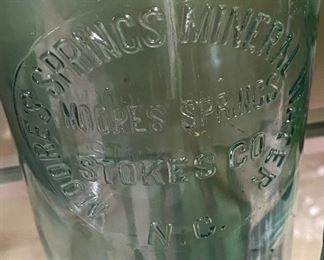 MOORES' SPRINGS MINERAL WATER
MOORES SPRINGS
STOKES CO.
N.C.